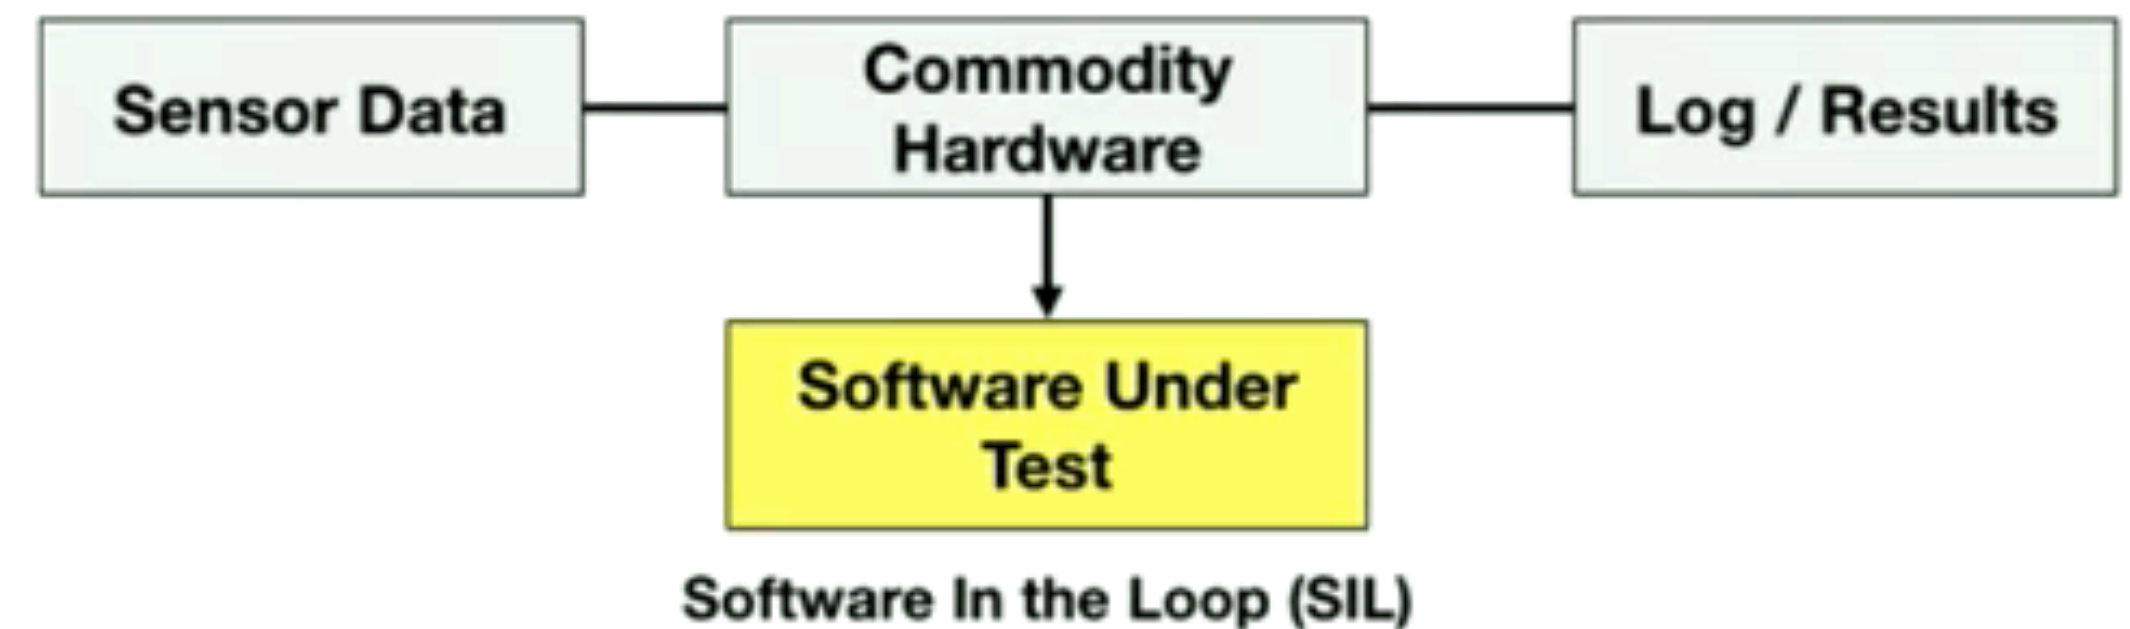 Sensor Data
Commodity
Hardware
Log / Results
Software Under
Test
Software In the Loop (SIL)